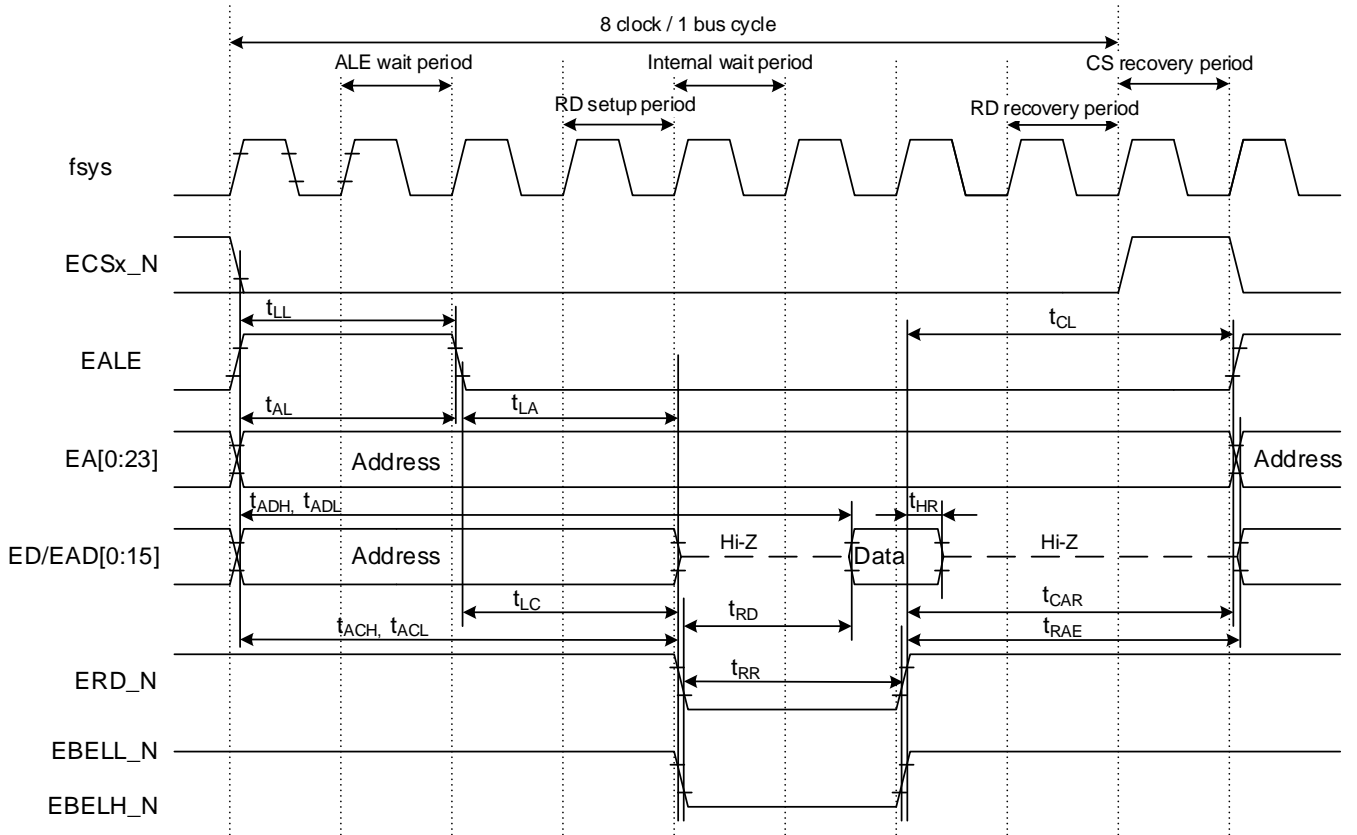 8 clock / 1 bus cycle
ALE wait period
Internal wait period
CS recovery period
RD setup period
RD recovery period
fsys
ECSx_N
tLL
tCL
EALE
tAL
tLA
EA[0:23]
Address
Address
tADH, tADL
tHR
ED/EAD[0:15]
Address
Hi-Z
Data
Hi-Z
tLC
tRD
tCAR
tACH, tACL
tRAE
ERD_N
tRR
EBELL_N
EBELH_N